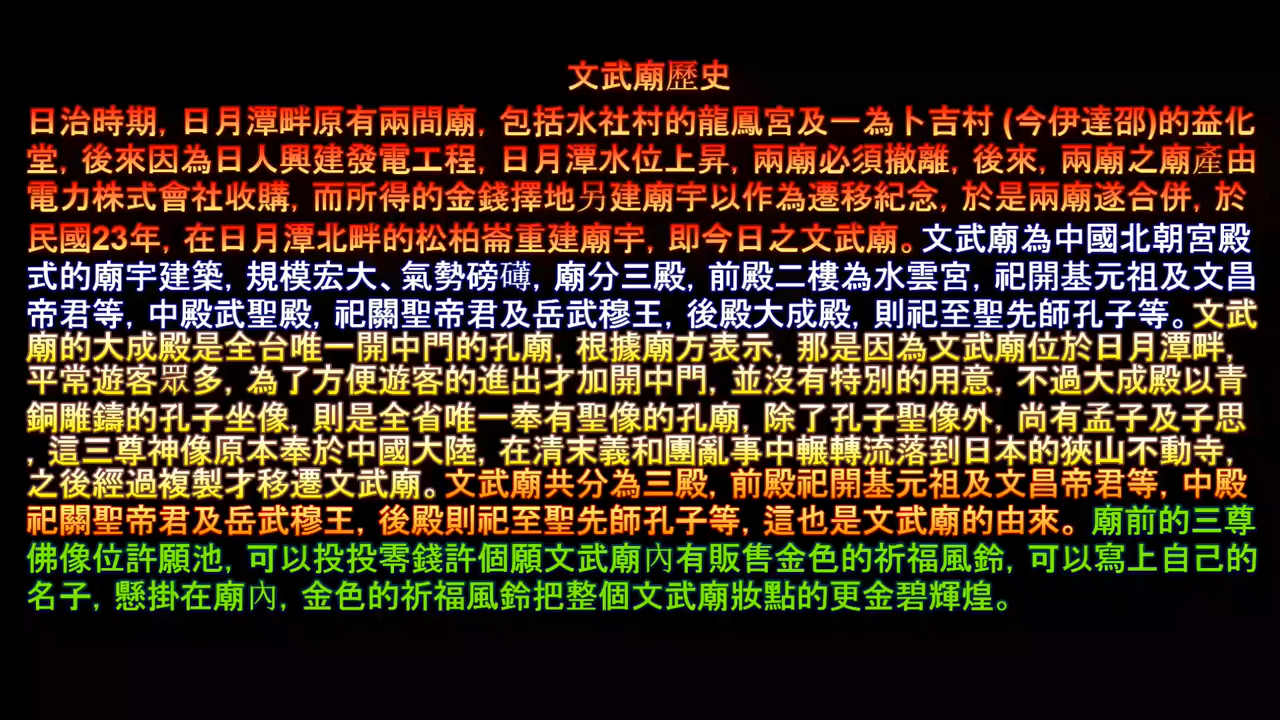 文武廟歷史
日治時期, 日月潭畔原有兩間廟, 包括水社村的龍鳳宮及一為卜吉村 (今伊達邵)的益化
堂, 後來因為日人興建發電工程, 日月潭水位上昇, 兩廟必須撤離, 後來, 兩廟之廟產由
電力株式會社收購, 而所得的金錢擇地另建廟宇以作為遷移紀念, 於是兩廟遂合併, 於
民國23年, 在日月潭北畔的松柏崙重建廟宇, 即今日之文武廟。文武廟為中國北朝宮殿
式的廟宇建築, 規模宏大、氣勢磅礡, 廟分三殿, 前殿二樓為水雲宮, 祀開基元祖及文昌
帝君等, 中殿武聖殿, 祀關聖帝君及岳武穆王, 後殿大成殿, 則祀至聖先師孔子等。文武
廟的大成殿是全台唯一開中門的孔廟, 根據廟方表示, 那是因為文武廟位於日月潭畔,
平常遊客眾多, 為了方便遊客的進出才加開中門, 並沒有特別的用意, 不過大成殿以青
銅雕鑄的孔子坐像, 則是全省唯一奉有聖像的孔廟, 除了孔子聖像外, 尚有孟子及子思
, 這三尊神像原本奉於中國大陸, 在清末義和團亂事中輾轉流落到日本的狹山不動寺,
之後經過複製才移遷文武廟。文武廟共分為三殿, 前殿祀開基元祖及文昌帝君等, 中殿
祀關聖帝君及岳武穆王, 後殿則祀至聖先師孔子等, 這也是文武廟的由來。廟前的三尊
佛像位許願池, 可以投投零錢許個願文武廟內有販售金色的祈福風鈴, 可以寫上自己的
名子, 懸掛在廟內, 金色的祈福風鈴把整個文武廟妝點的更金碧輝煌。